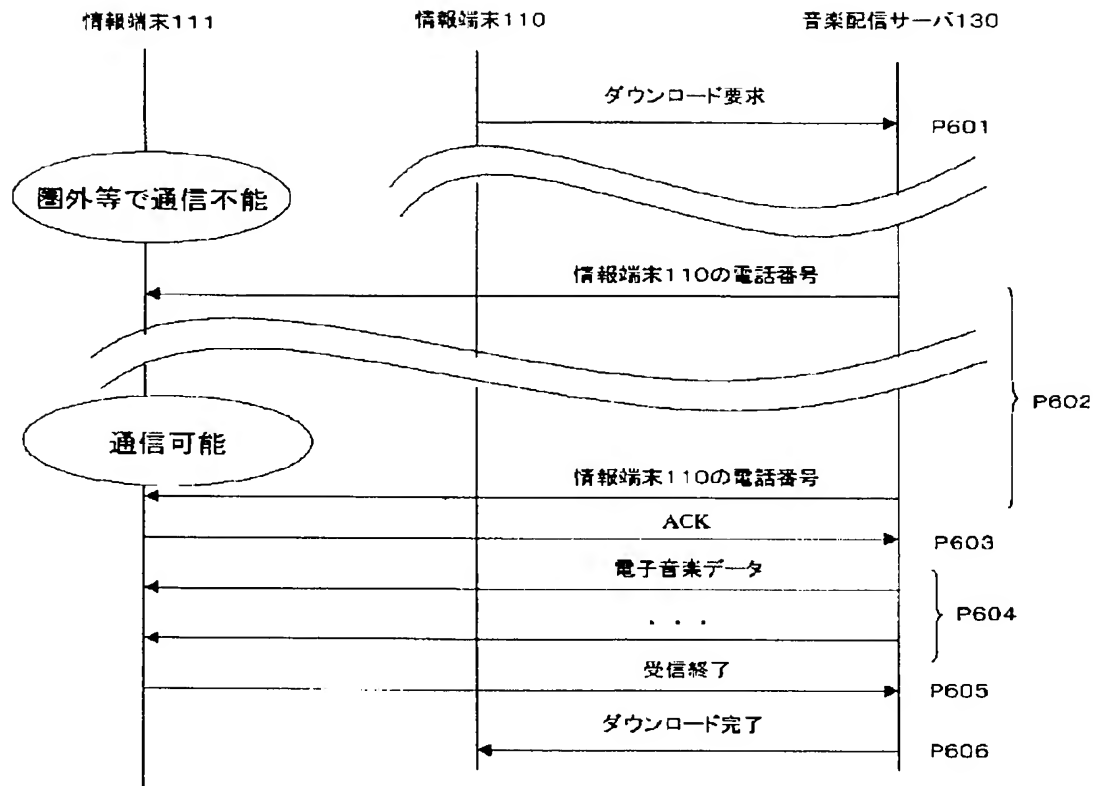 情報端末111
情報端末110
音楽配信サーバ130
ダウンロード要求
P601
圏外等で通信不能
情報端末110の電話番号
P602
通信可能
情報端末110の電話番号
ACK
P603
電子音楽データ
P604
・・・
受信終了
P605
ダウンロード完了
P606